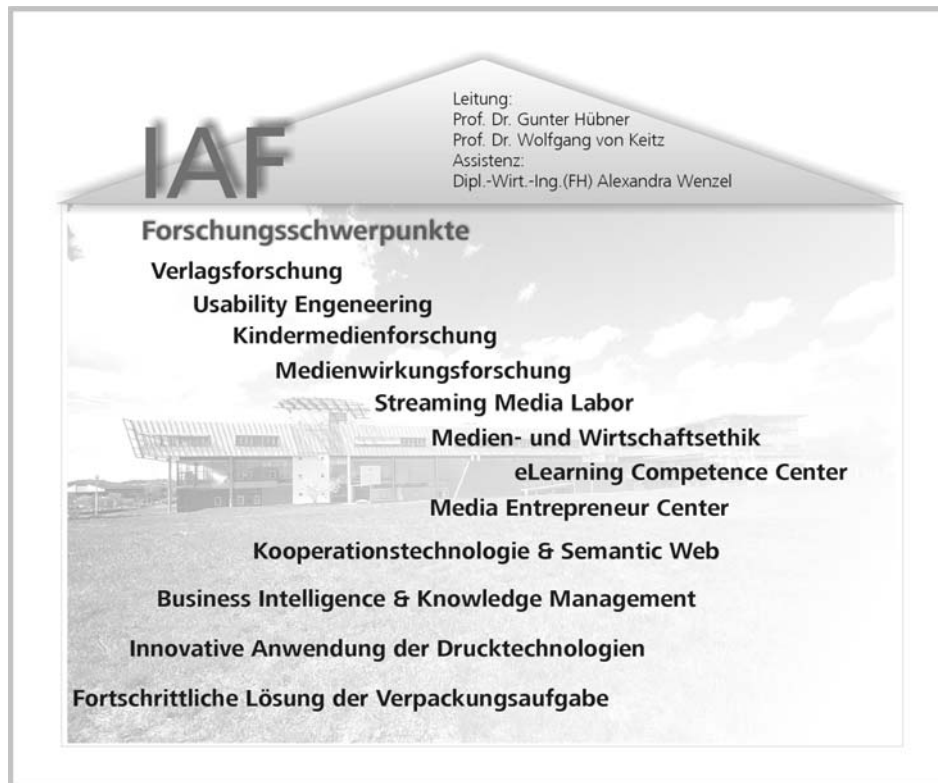 IAF
Leitung:
Prof. Dr. Gunter Hübner
Prof. Dr. Wolfgang von Keitz
Assistenz:
Dipl.-Wirt.-Ing.(FH) Alexandra Wenzel
Forschungsschwerpunkte
Verlagsforschung
Usability Engeneering
Kindermedienforschung
Medienwirkungsforschung
Streaming Media Labor
Medien- und Wirtschaftsethik
eLearning Competence Center
Media Entrepreneur Center
Kooperationstechnologie & Semantic Web
Business Intelligence & Knowledge Management
Innovative Anwendung der Drucktechnologien
Fortschrittliche Lösung der Verpackungsaufgabe